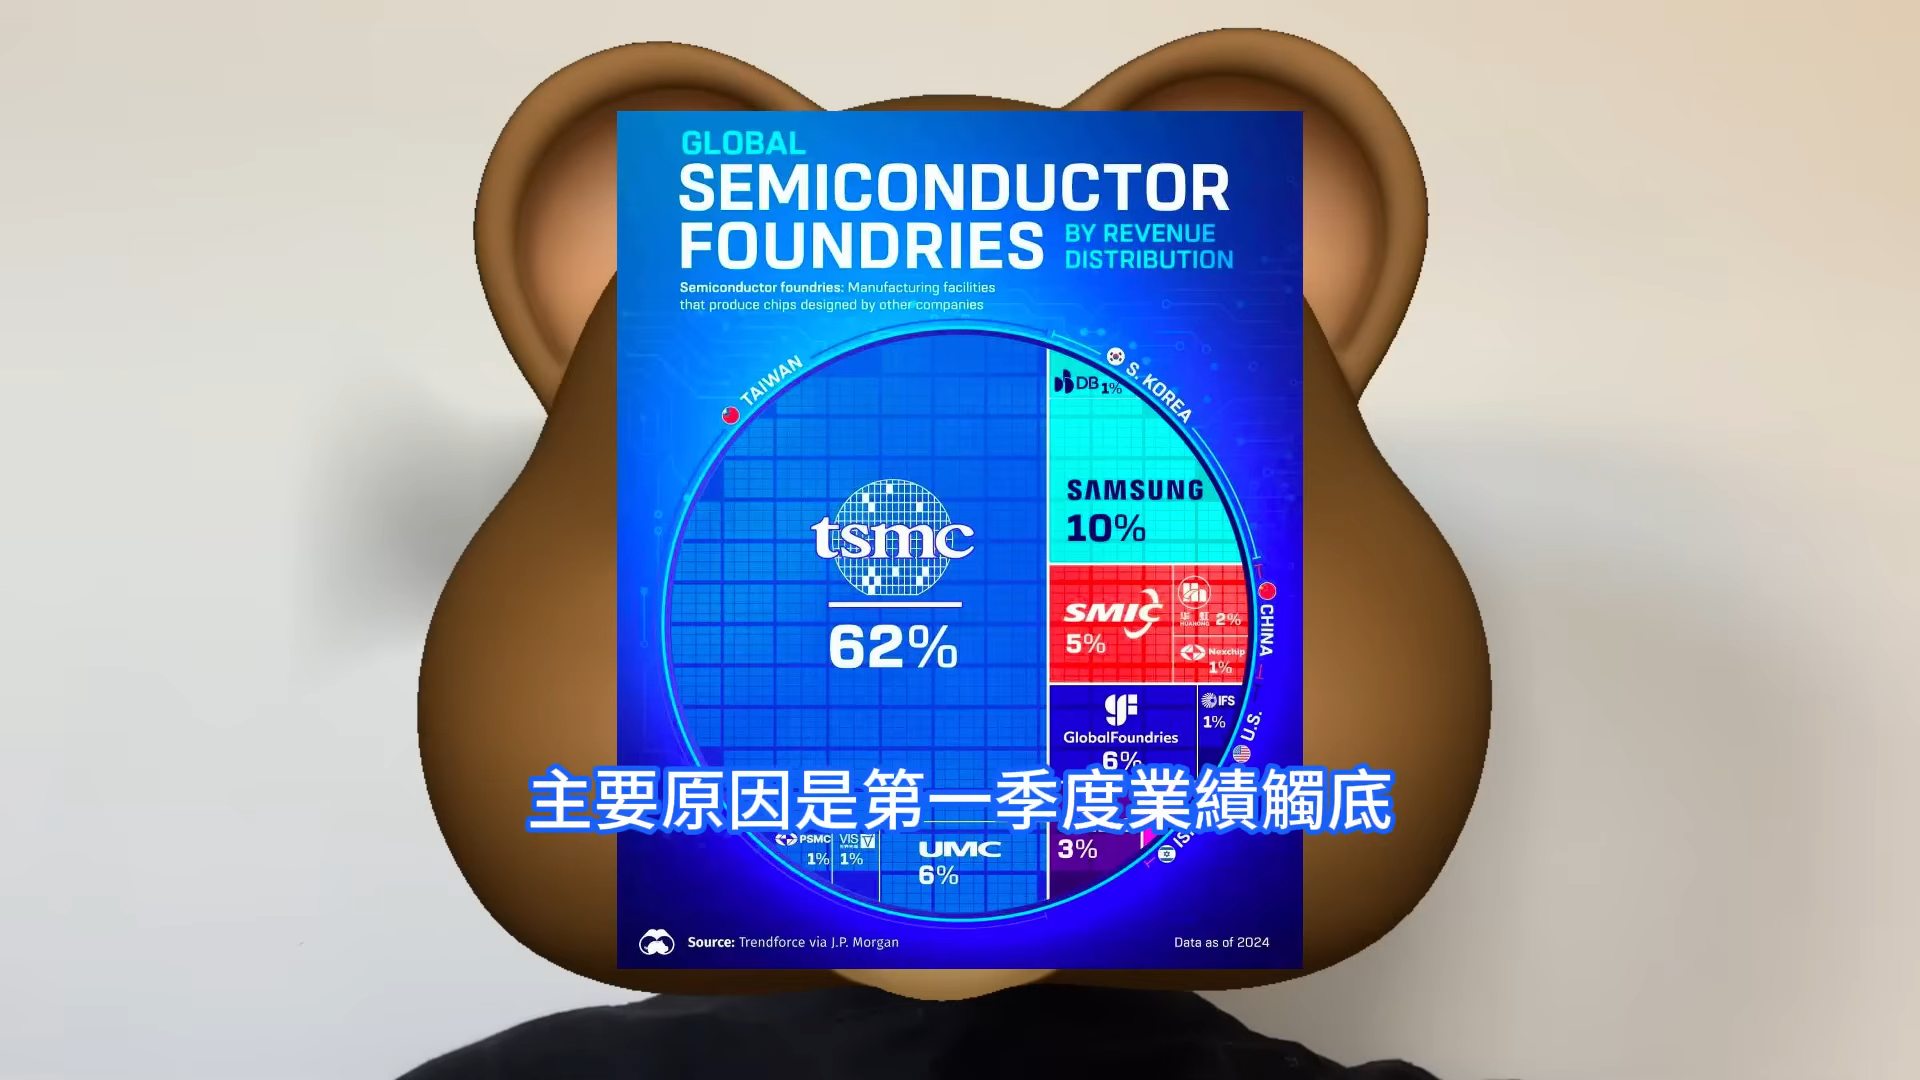 GLOBAL
SEMICONDUCTOR
FOUNDRIES
BY REVENUE
DISTRIBUTION
Semiconductor foundries: Manufacturing facilities
that produce chips designed by other companies
TAIWAN
tsmc
62%
S. KOREA
DB 1%
SAMSUNG
10%
CHINA
SMIC
5%
HUAHONG 2%
Nexchip
1%
U.S.
GlobalFoundries
6%
IFS
1%
主要原因是第一季度業績觸底
PSMC
1%
VIS
1%
UMC
6%
3%
Source: Trendforce via J.P. Morgan
Data as of 2024